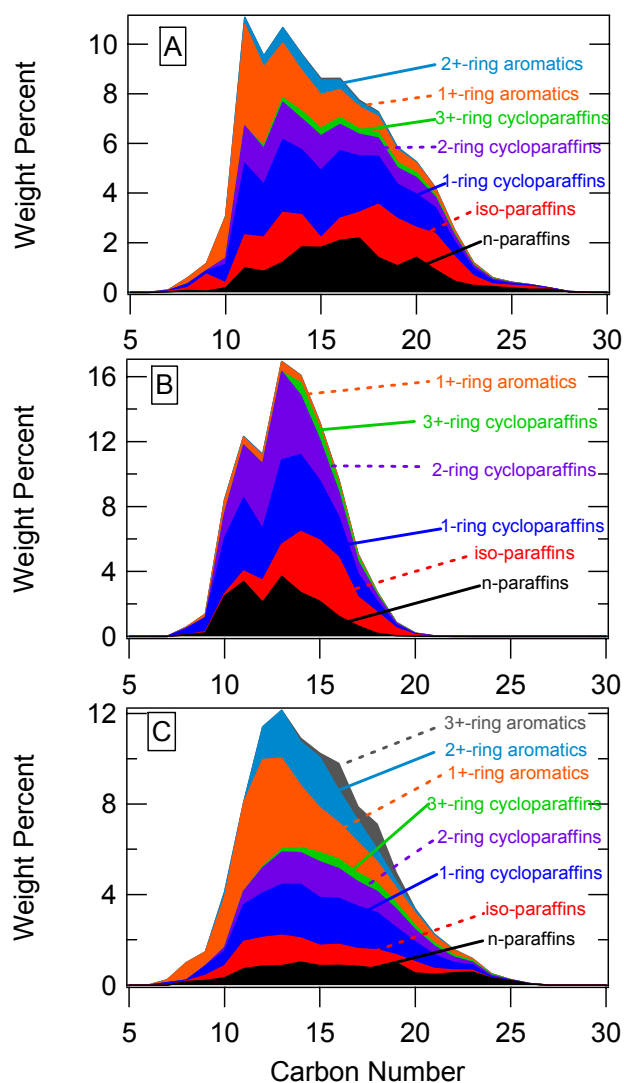 A
10
8
6
4
2
0
Weight Percent
2+-ring aromatics
1+-ring aromatics
3+-ring cycloparaffins
2-ring cycloparaffins
1-ring cycloparaffins
iso-paraffins
n-paraffins
5 10 15 20 25 30
B
16
12
8
4
0
Weight Percent
1+-ring aromatics
3+-ring cycloparaffins
2-ring cycloparaffins
1-ring cycloparaffins
iso-paraffins
n-paraffins
5 10 15 20 25 30
C
12
8
4
0
Weight Percent
3+-ring aromatics
2+-ring aromatics
1+-ring aromatics
3+-ring cycloparaffins
2-ring cycloparaffins
1-ring cycloparaffins
iso-paraffins
n-paraffins
5 10 15 20 25 30
Carbon Number